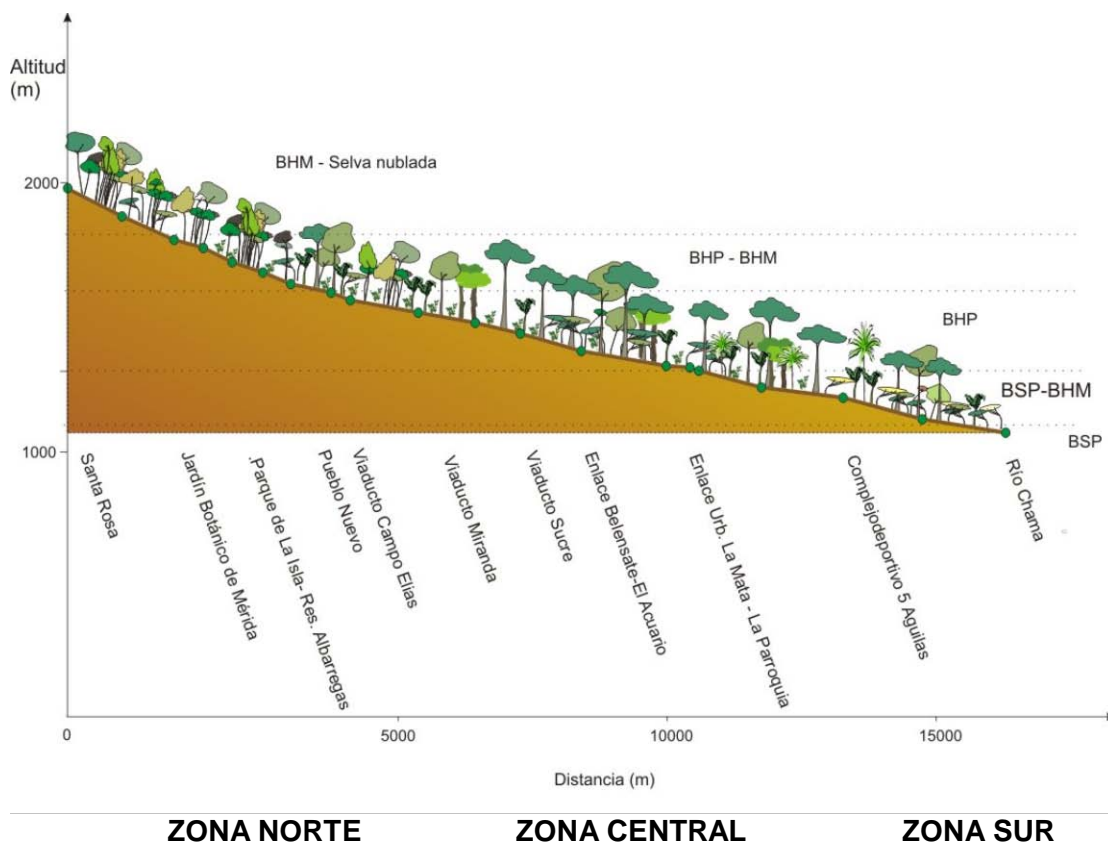 Altitud
(m)
BHM - Selva nublada
2000
BHP - BHM
BHP
BSP-BHM
BSP
1000
Santa Rosa
Jardín Botánico de Mérida
.Parque de La Isla- Res. Albarregas
Pueblo Nuevo
Viaducto Campo Elias
Viaducto Miranda
Viaducto Sucre
Enlace Belensate-El Acuario
Enlace Urb. La Mata - La Parroquia
Complejodeportivo 5 Aguilas
Río Chama
0
5000
10000
15000
Distancia (m)
ZONA NORTE
ZONA CENTRAL
ZONA SUR